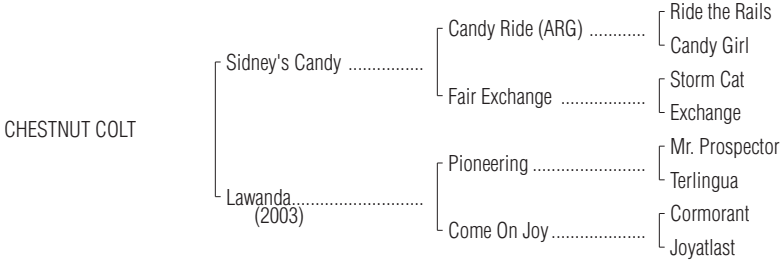 Ride the Rails
Candy Ride (ARG) ............
Candy Girl
Sidney's Candy ................
Storm Cat
Fair Exchange ..................
Exchange
CHESTNUT COLT
Mr. Prospector
Pioneering ........................
Terlingua
Lawanda............................
(2003)
Cormorant
Come On Joy ....................
Joyatlast